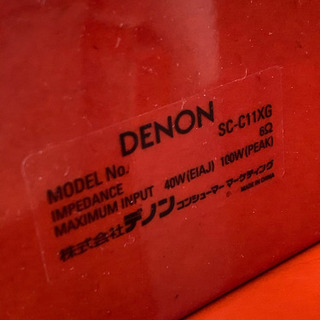 DENON
MODEL No. SC-C11XG
IMPEDANCE 6Ω
MAXIMUM INPUT 40W(EIAJ) 100W(PEAK)
株式会社デノン コンシューマー マーケティング
MADE IN CHINA